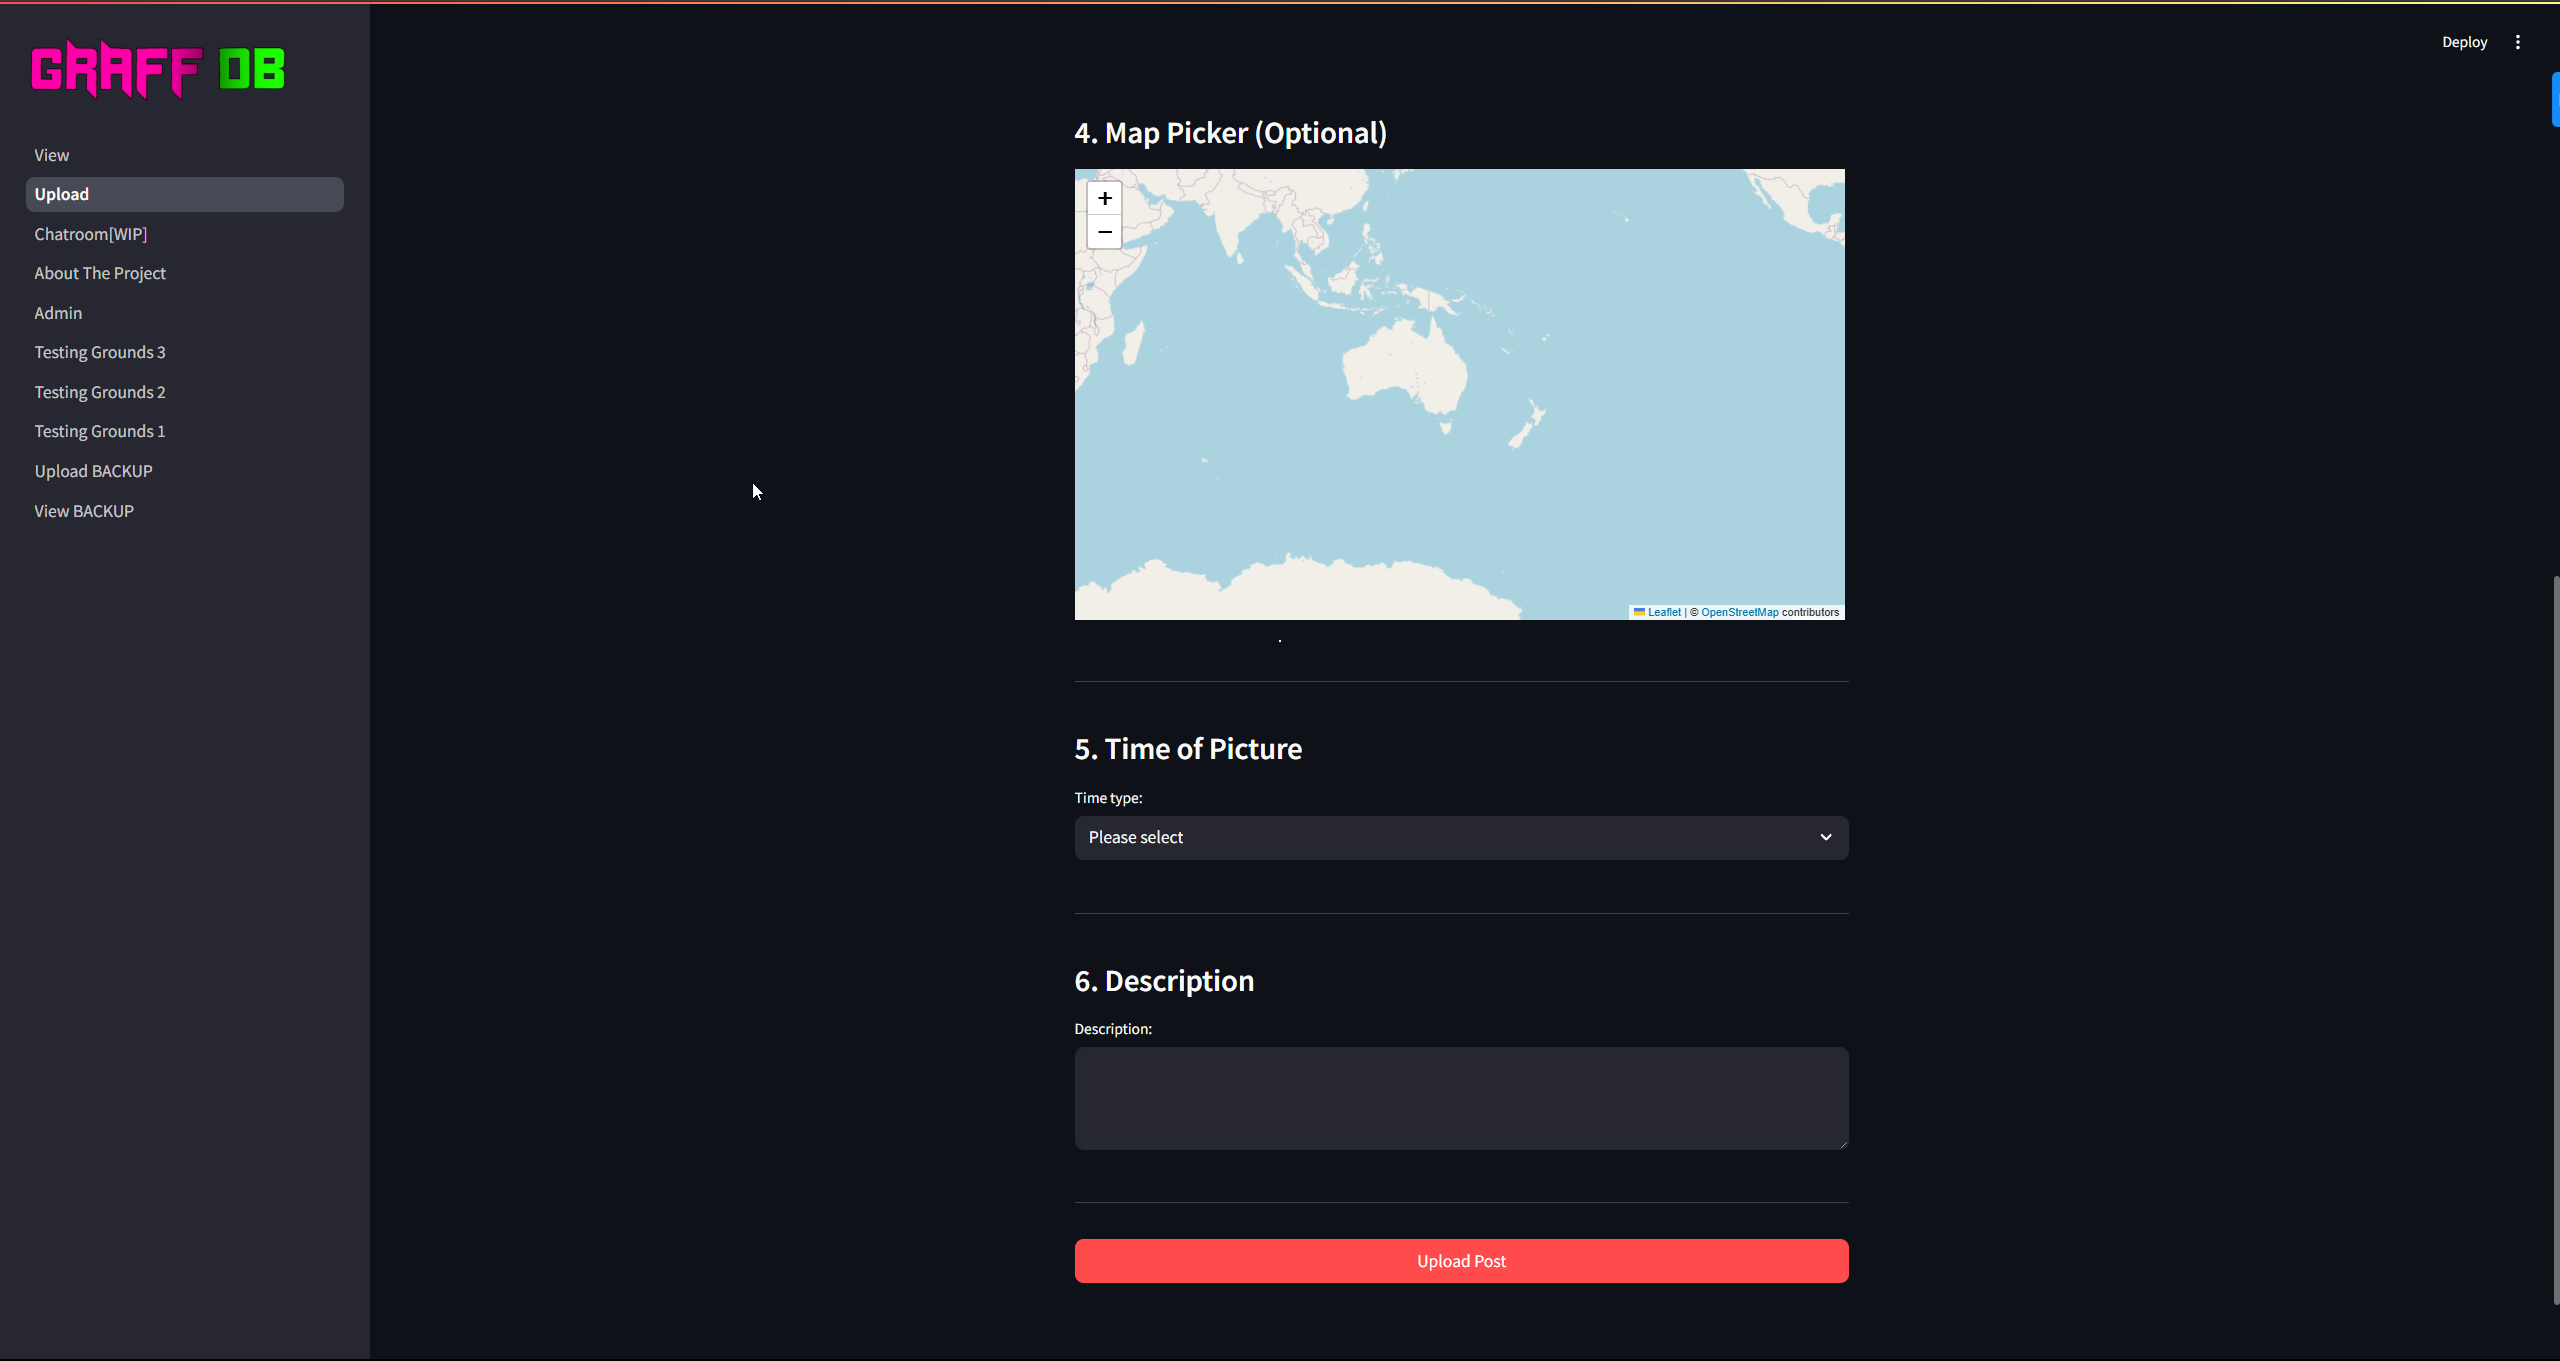 GRAFF DB
Deploy
View
Upload
Chatroom[WIP]
About The Project
Admin
Testing Grounds 3
Testing Grounds 2
Testing Grounds 1
Upload BACKUP
View BACKUP
4. Map Picker (Optional)
+
−
Leaflet | © OpenStreetMap contributors
5. Time of Picture
Time type:
Please select
6. Description
Description:
Upload Post